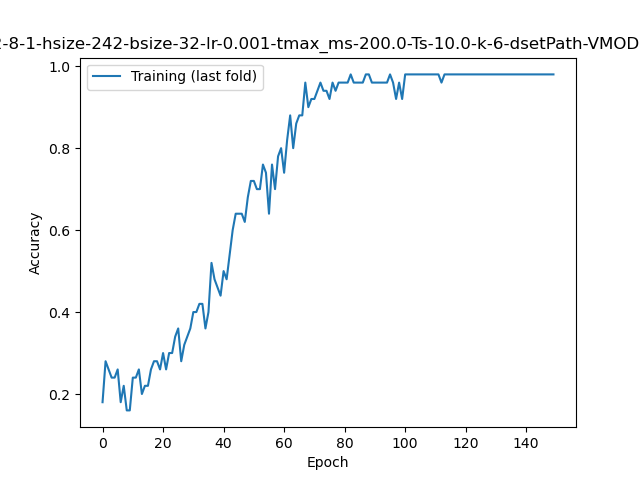 -8-1-hsize-242-bsize-32-lr-0.001-tmax_ms-200.0-Ts-10.0-k-6-dsetPath-VMOD
Training (last fold)
1.0
0.8
0.6
0.4
0.2
Accuracy
0 20 40 60 80 100 120 140
Epoch